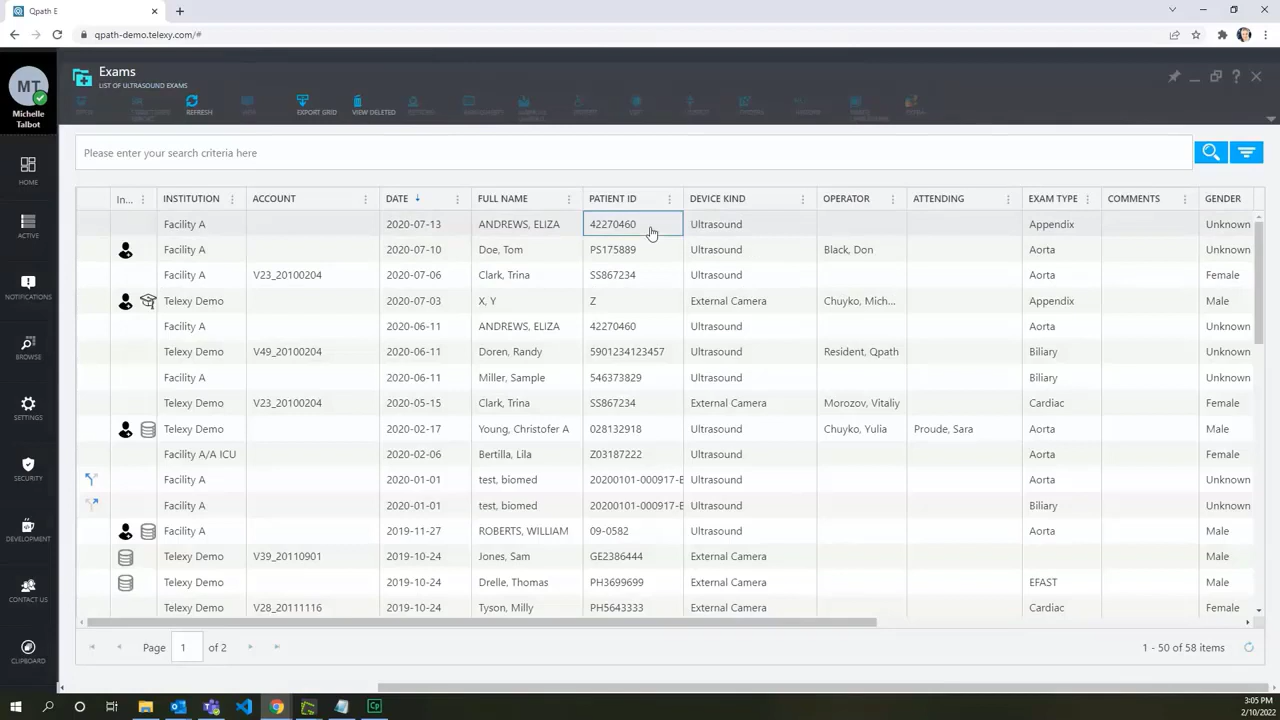 Qpath E
qpath-demo.telexy.com/#
MT
Michelle
Talbot
HOME
ACTIVE
NOTIFICATIONS
BROWSE
SETTINGS
SECURITY
DEVELOPMENT
CONTACT US
CLIPBOARD
Exams
LIST OF ULTRASOUND EXAMS
REFRESH EXPORT GRID VIEW DELETED
Please enter your search criteria here
In... INSTITUTION ACCOUNT DATE FULL NAME PATIENT ID DEVICE KIND OPERATOR ATTENDING EXAM TYPE COMMENTS GENDER
Facility A 2020-07-13 ANDREWS, ELIZA 42270460 Ultrasound Appendix Unknown
Facility A 2020-07-10 Doe, Tom PS175889 Ultrasound Black, Don Aorta Unknown
Facility A V23_20100204 2020-07-06 Clark, Trina SS867234 Ultrasound Aorta Female
Telexy Demo 2020-07-03 X, Y Z External Camera Chuyko, Mich... Appendix Male
Facility A 2020-06-11 ANDREWS, ELIZA 42270460 Ultrasound Aorta Unknown
Telexy Demo V49_20100204 2020-06-11 Doren, Randy 5901234123457 Ultrasound Resident, Qpath Biliary Unknown
Facility A 2020-06-11 Miller, Sample 546373829 Ultrasound Biliary Unknown
Telexy Demo V23_20100204 2020-05-15 Clark, Trina SS867234 External Camera Morozov, Vitaliy Cardiac Female
Telexy Demo 2020-02-17 Young, Christofer A 028132918 Ultrasound Chuyko, Yulia Proude, Sara Aorta Male
Facility A/A ICU 2020-02-06 Bertilla, Lila Z03187222 Ultrasound Aorta Female
Facility A 2020-01-01 test, biomed 20200101-000917-E Ultrasound Aorta Unknown
Facility A 2020-01-01 test, biomed 20200101-000917-E Ultrasound Biliary Unknown
Facility A 2019-11-27 ROBERTS, WILLIAM 09-0582 Ultrasound Aorta Male
Telexy Demo V39_20110901 2019-10-24 Jones, Sam GE2386444 External Camera Male
Telexy Demo 2019-10-24 Drelle, Thomas PH3699699 External Camera EFAST Male
Telexy Demo V28_20111116 2019-10-24 Tyson, Milly PH5643333 External Camera Cardiac Female
Page 1 of 2 1 - 50 of 58 items
3:05 PM
2/10/2022